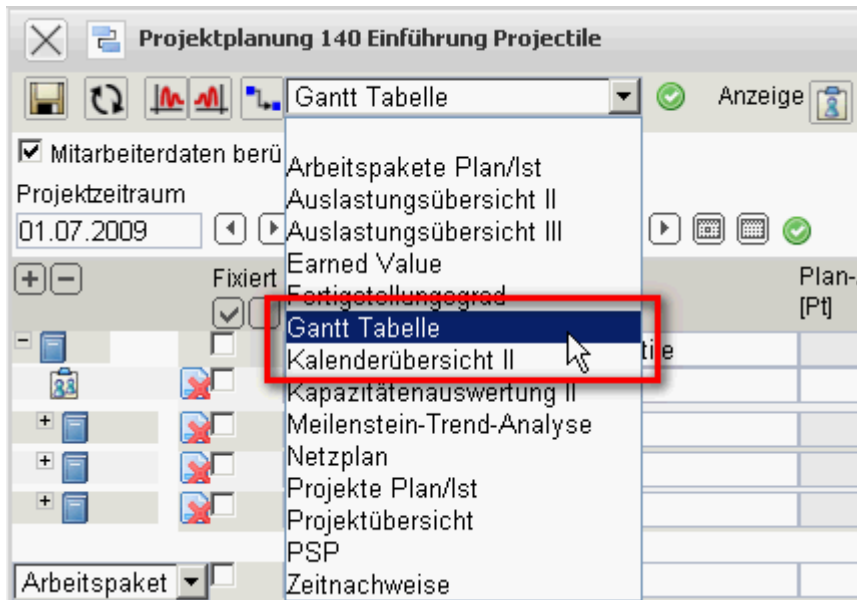 Projektplanung 140 Einführung Projectile
Gantt Tabelle
Anzeige
Mitarbeiterdaten berü
Arbeitspakete Plan/Ist
Projektzeitraum
Auslastungsübersicht II
01.07.2009
Auslastungsübersicht III
Earned Value
Fixiert
Plan-
[Pt]
Fertigstellungsgrad
Gantt Tabelle
Kalenderübersicht II
Kapazitätenauswertung II
Meilenstein-Trend-Analyse
Netzplan
Projekte Plan/Ist
Projektübersicht
PSP
Arbeitspaket
Zeitnachweise